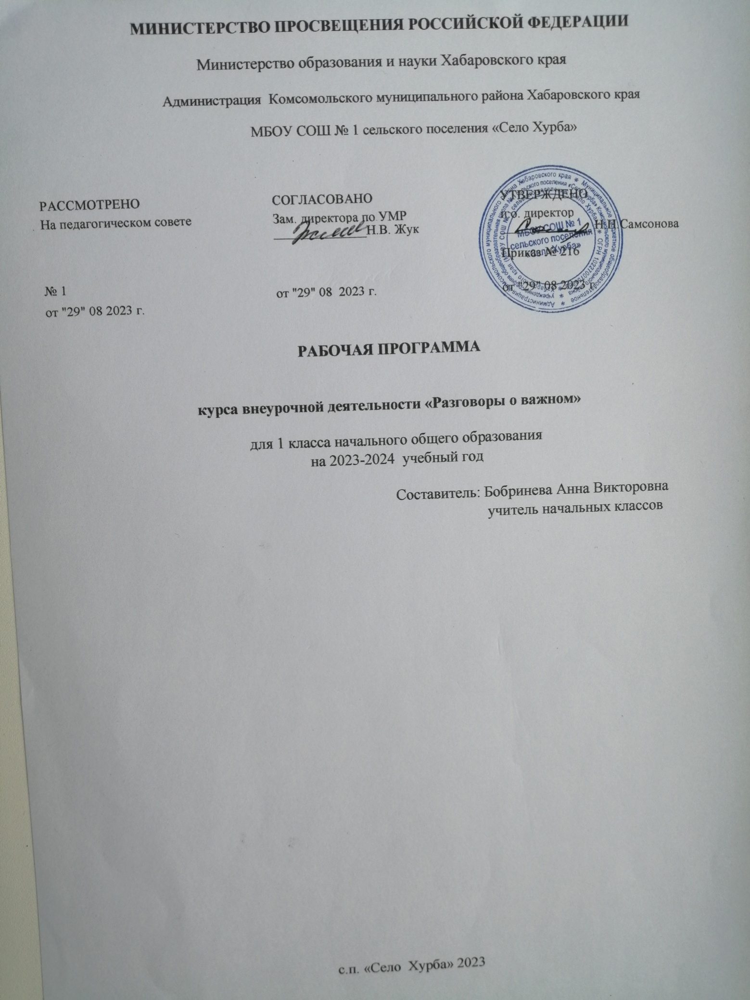 МИНИСТЕРСТВО ПРОСВЕЩЕНИЯ РОССИЙСКОЙ ФЕДЕРАЦИИ
Министерство образования и науки Хабаровского края
Администрация Комсомольского муниципального района Хабаровского края
МБОУ СОШ № 1 сельского поселения «Село Хурба»
РАССМОТРЕНО
На педагогическом совете
№ 1
от "29" 08 2023 г.
СОГЛАСОВАНО
Зам. директора по УМР
Н.В. Жук
от "29" 08 2023 г.
УТВЕРЖДЕНО
и.о. директор
Н.Н.Самсонова
Приказ № 216
от "29" 08 2023 г.
МБОУ СОШ № 1
сельского поселения
«Село Хурба»
РАБОЧАЯ ПРОГРАММА
курса внеурочной деятельности «Разговоры о важном»
для 1 класса начального общего образования
на 2023-2024 учебный год
Составитель: Бобринева Анна Викторовна
учитель начальных классов
с.п. «Село Хурба» 2023